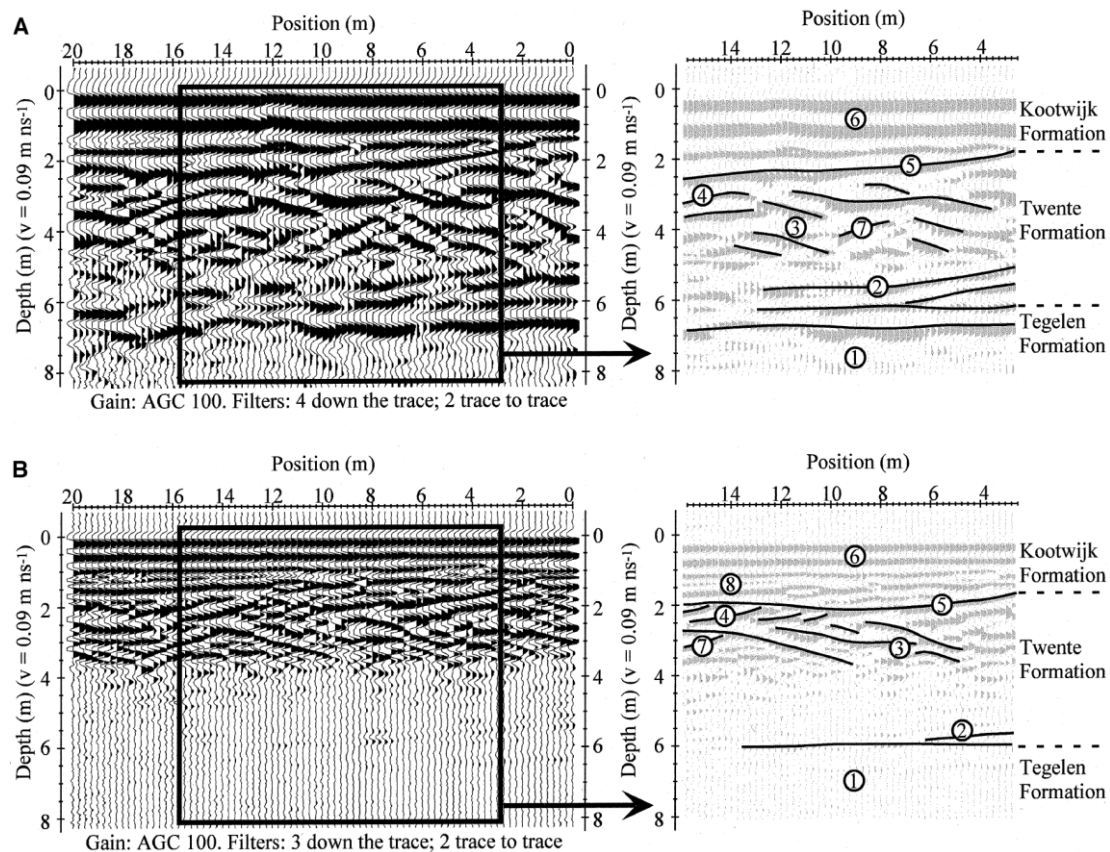 A
Position (m)
20 18 16 14 12 10 8 6 4 2 0
Depth (m) (v = 0.09 m ns⁻¹)
0
2
4
6
8
0
2
4
6
8
Gain: AGC 100. Filters: 4 down the trace; 2 trace to trace
Position (m)
14 12 10 8 6 4
Depth (m) (v = 0.09 m ns⁻¹)
0
2
4
6
8
6
5
4
3
7
2
1
Kootwijk
Formation
Twente
Formation
Tegelen
Formation
B
Position (m)
20 18 16 14 12 10 8 6 4 2 0
Depth (m) (v = 0.09 m ns⁻¹)
0
2
4
6
8
0
2
4
6
8
Gain: AGC 100. Filters: 3 down the trace; 2 trace to trace
Position (m)
14 12 10 8 6 4
Depth (m) (v = 0.09 m ns⁻¹)
0
2
4
6
8
6
8
5
4
7
3
2
1
Kootwijk
Formation
Twente
Formation
Tegelen
Formation